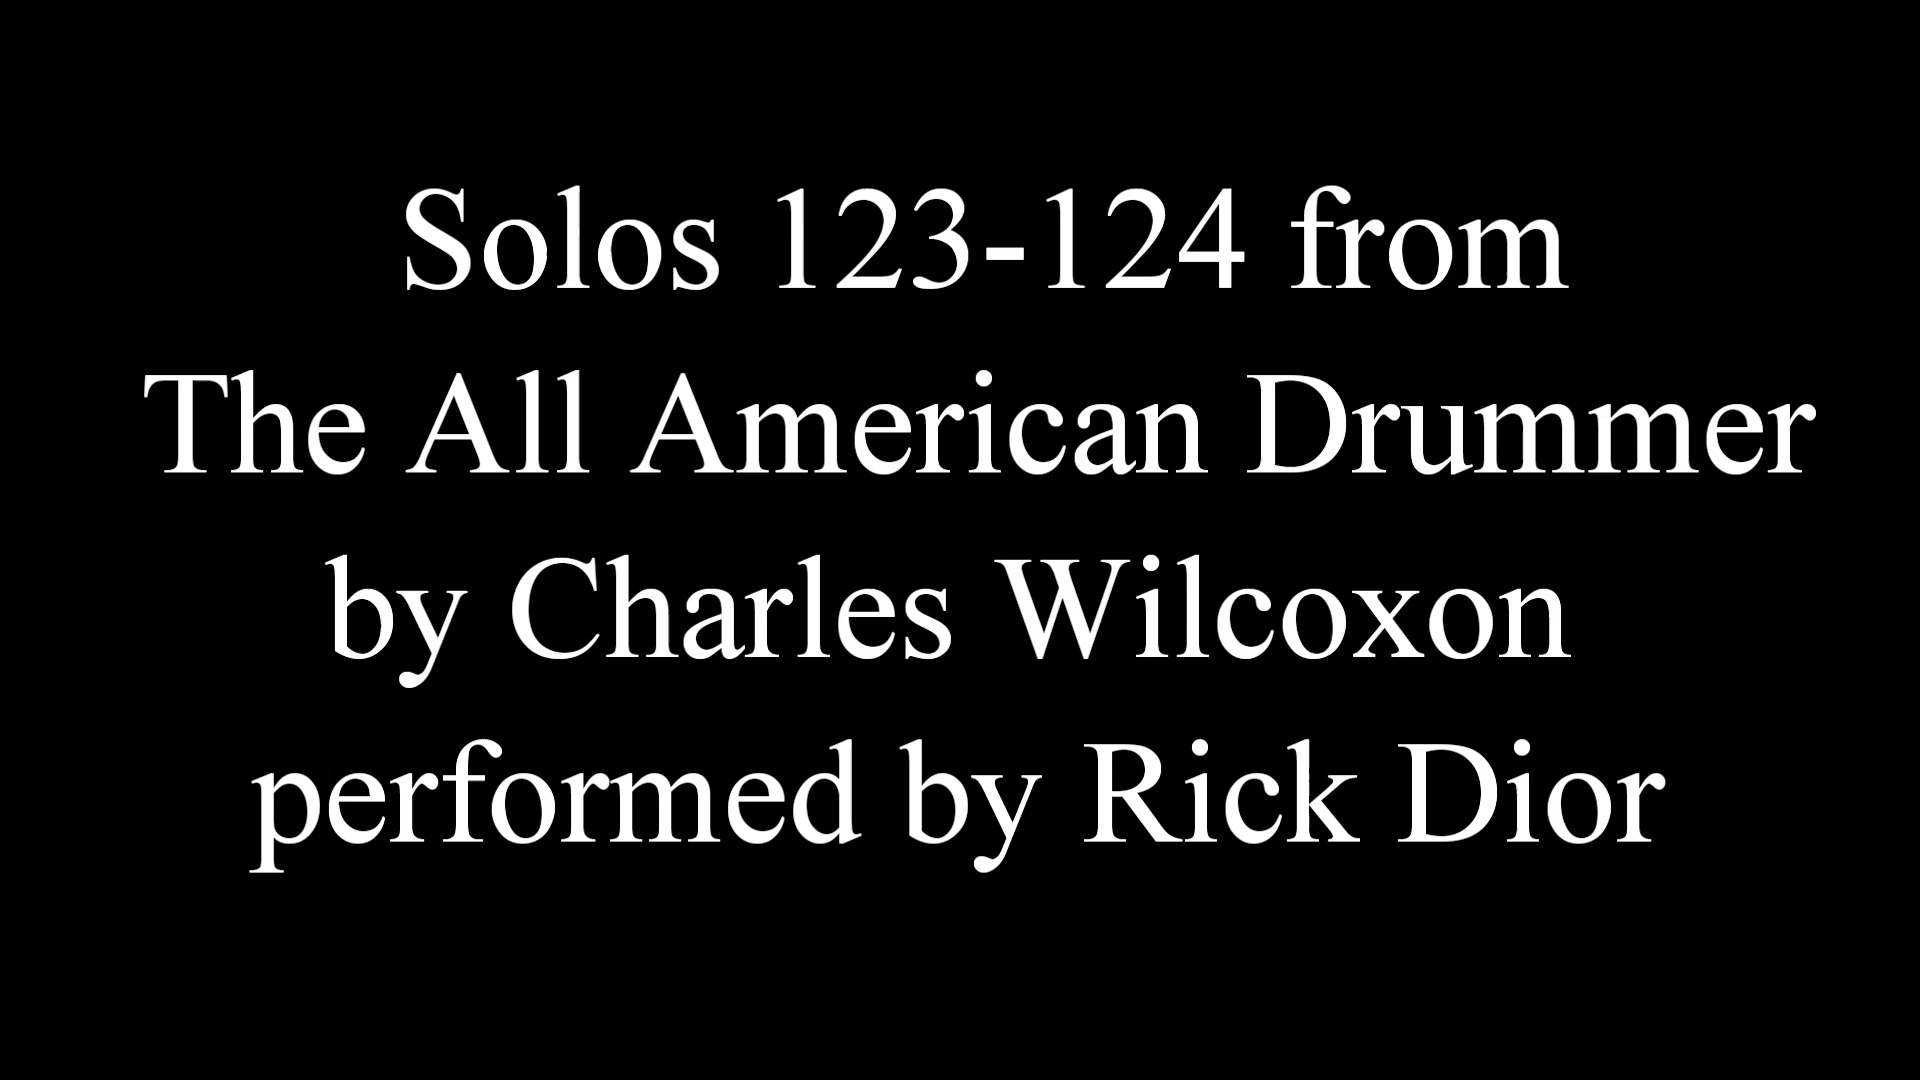 Solos 123-124 from
The All American Drummer
by Charles Wilcoxon
performed by Rick Dior